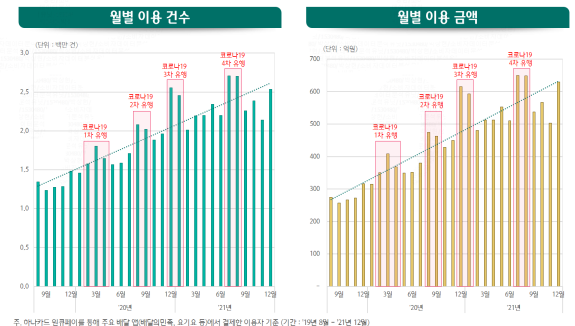 월별 이용 건수
(단위 : 백만 건)
3,0
2,5
2,0
1,5
1,0
0,5
0,0
코로나19
1차 유행
코로나19
2차 유행
코로나19
3차 유행
코로나19
4차 유행
9월 12월 3월 6월 9월 12월 3월 6월 9월 12월
'20년 '21년
월별 이용 금액
(단위 : 억원)
700
600
500
400
300
200
100
-
코로나19
1차 유행
코로나19
2차 유행
코로나19
3차 유행
코로나19
4차 유행
9월 12월 3월 6월 9월 12월 3월 6월 9월 12월
'20년 '21년
주. 하나카드 원큐페이를 통해 주요 배달 앱(배달의민족, 요기요 등)에서 결제한 이용자 기준 (기간 : '19년 8월 ~ '21년 12월)